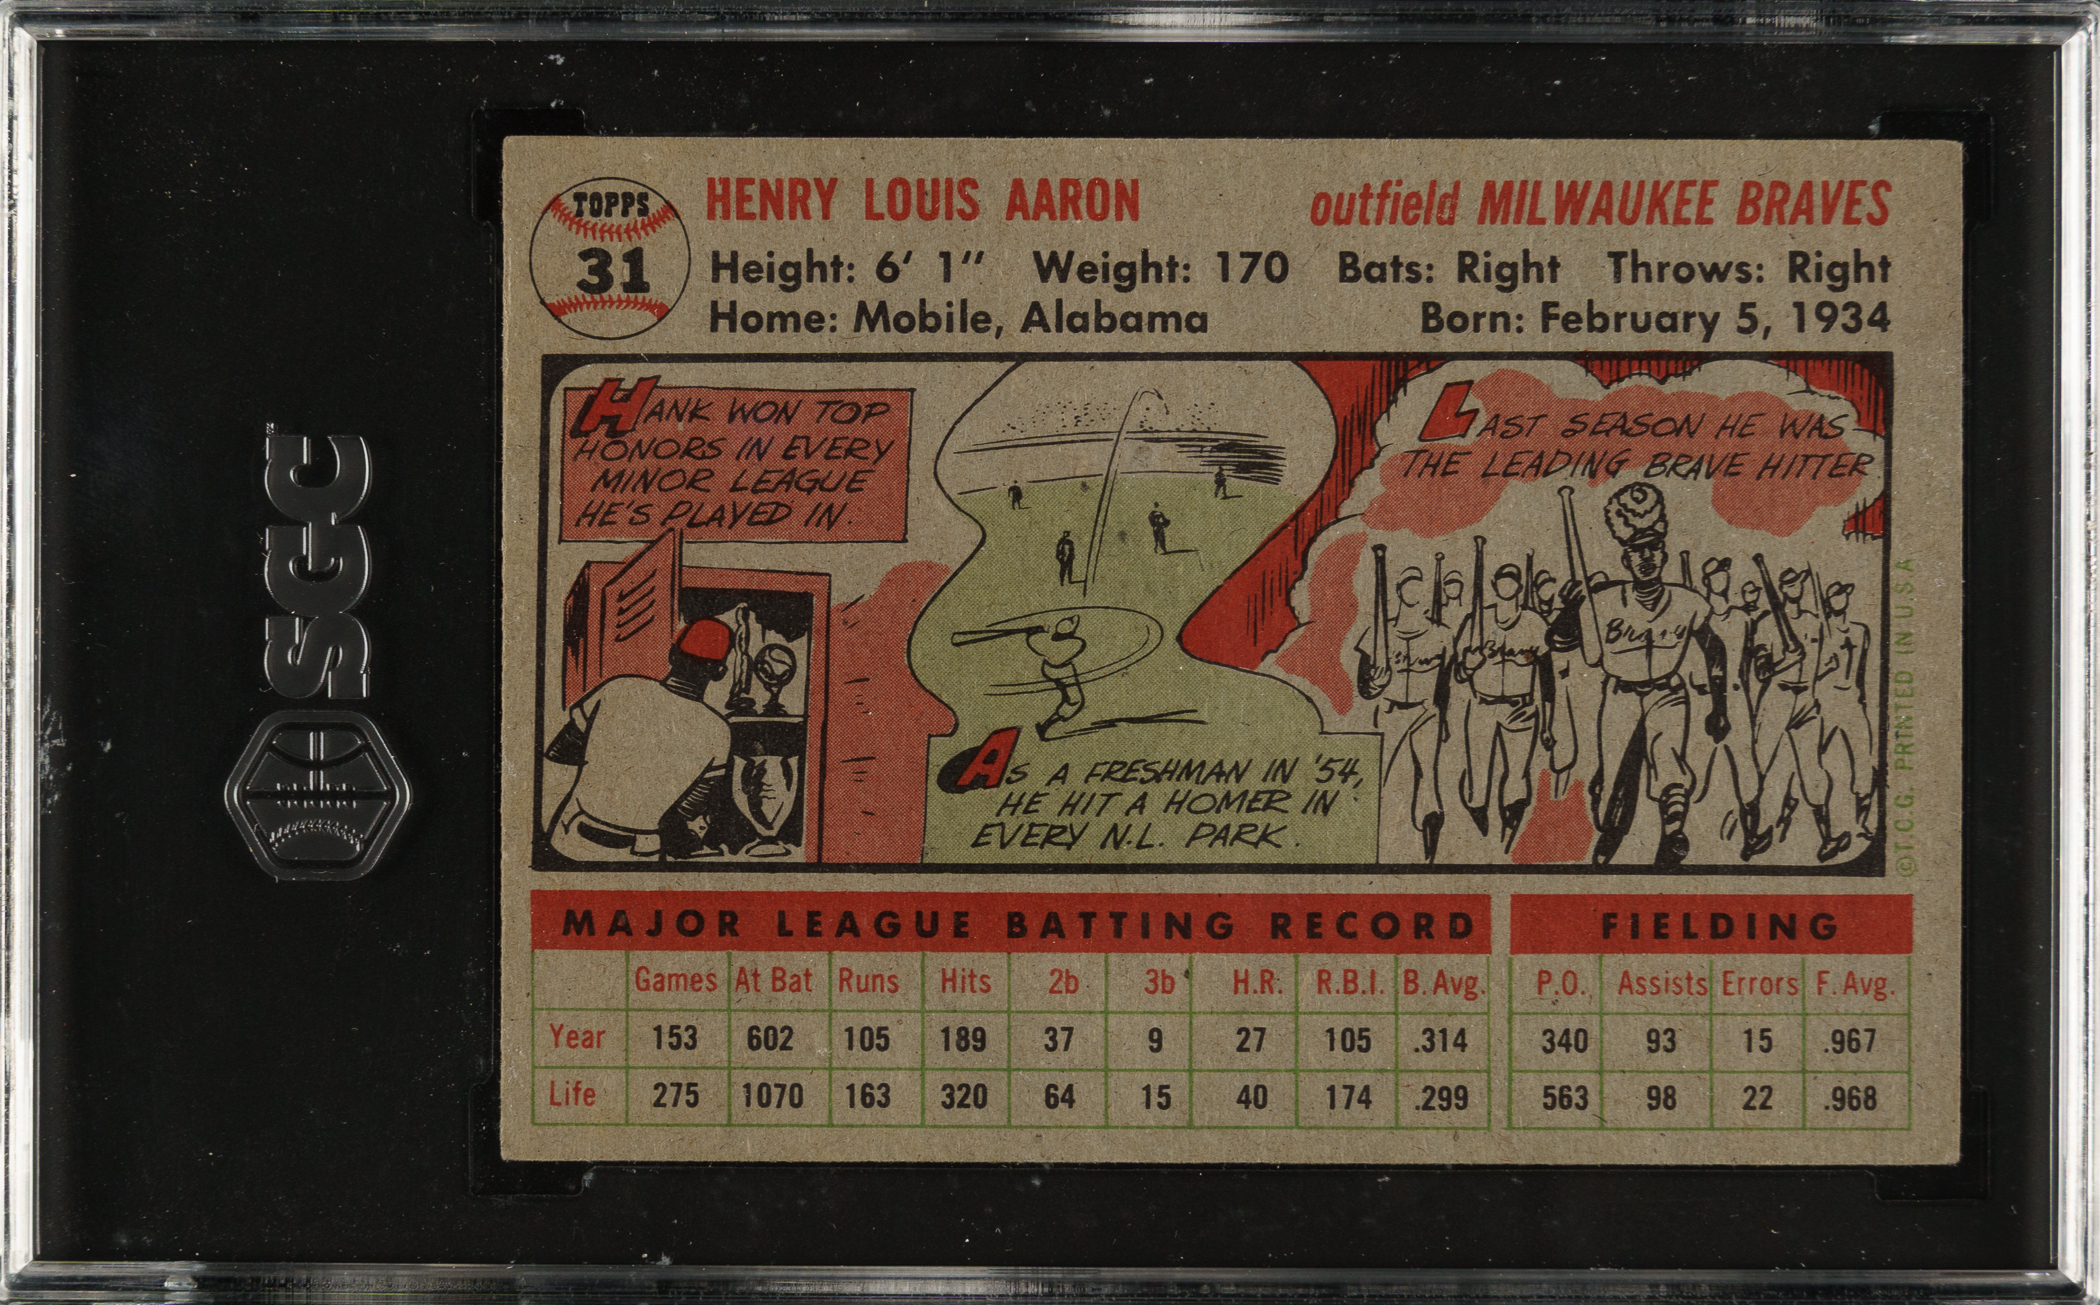 SGC
TOPPS
31
HENRY LOUIS AARON outfield MILWAUKEE BRAVES
Height: 6' 1" Weight: 170 Bats: Right Throws: Right
Home: Mobile, Alabama Born: February 5, 1934
HANK WON TOP
HONORS IN EVERY
MINOR LEAGUE
HE'S PLAYED IN.
AS A FRESHMAN IN '54,
HE HIT A HOMER IN
EVERY N.L. PARK.
LAST SEASON HE WAS
THE LEADING BRAVE HITTER
Braves
©T.C.G. PRINTED IN U.S.A
MAJOR LEAGUE BATTING RECORD FIELDING
Games At Bat Runs Hits 2b 3b H.R. R.B.I. B. Avg. P.O. Assists Errors F. Avg.
Year 153 602 105 189 37 9 27 105 .314 340 93 15 .967
Life 275 1070 163 320 64 15 40 174 .299 563 98 22 .968